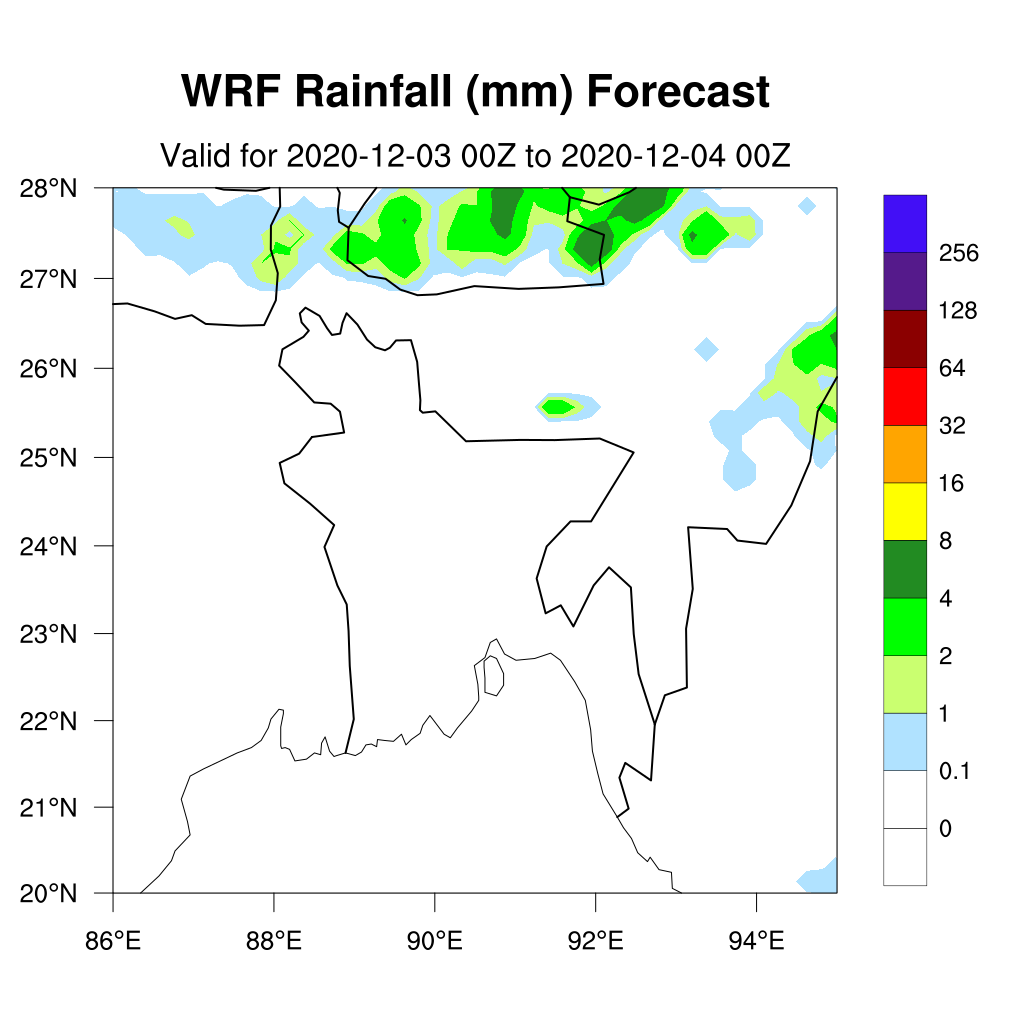 WRF Rainfall (mm) Forecast
Valid for 2020-12-03 00Z to 2020-12-04 00Z
28°N
27°N
26°N
25°N
24°N
23°N
22°N
21°N
20°N
86°E 88°E 90°E 92°E 94°E
256
128
64
32
16
8
4
2
1
0.1
0